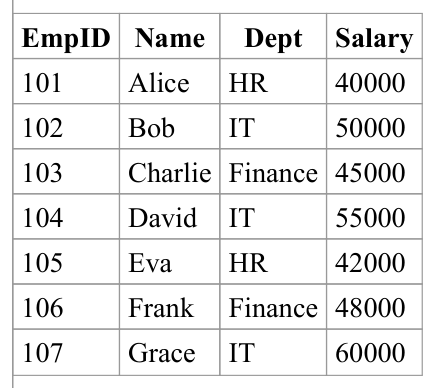 EmpID Name Dept Salary
101 Alice HR 40000
102 Bob IT 50000
103 Charlie Finance 45000
104 David IT 55000
105 Eva HR 42000
106 Frank Finance 48000
107 Grace IT 60000